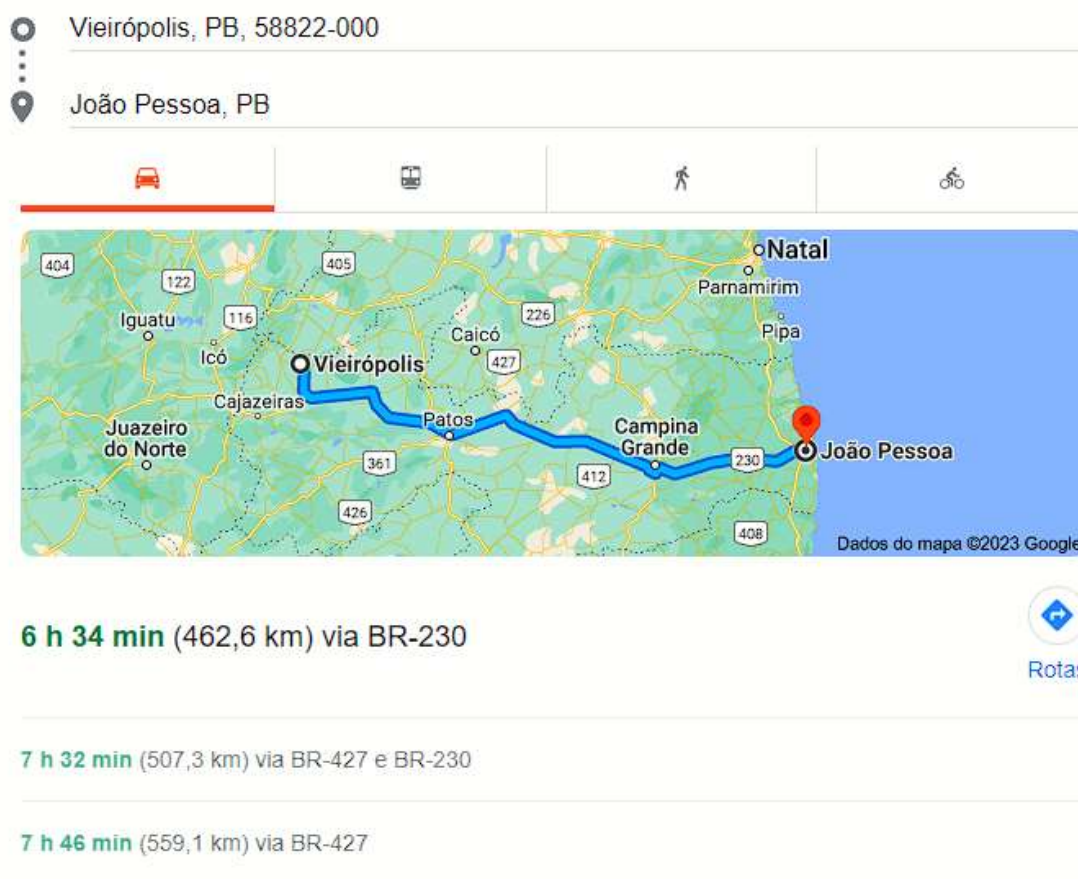 Vieirópolis, PB, 58822-000
João Pessoa, PB
Natal
404
405
122
Parnamirim
Iguatu
116
226
Pipa
Icó
Caicó
427
Vieirópolis
Cajazeiras
Juazeiro
do Norte
Patos
Campina
Grande
João Pessoa
361
230
412
426
408
Dados do mapa ©2023 Google
6 h 34 min (462,6 km) via BR-230
Rotas
7 h 32 min (507,3 km) via BR-427 e BR-230
7 h 46 min (559,1 km) via BR-427